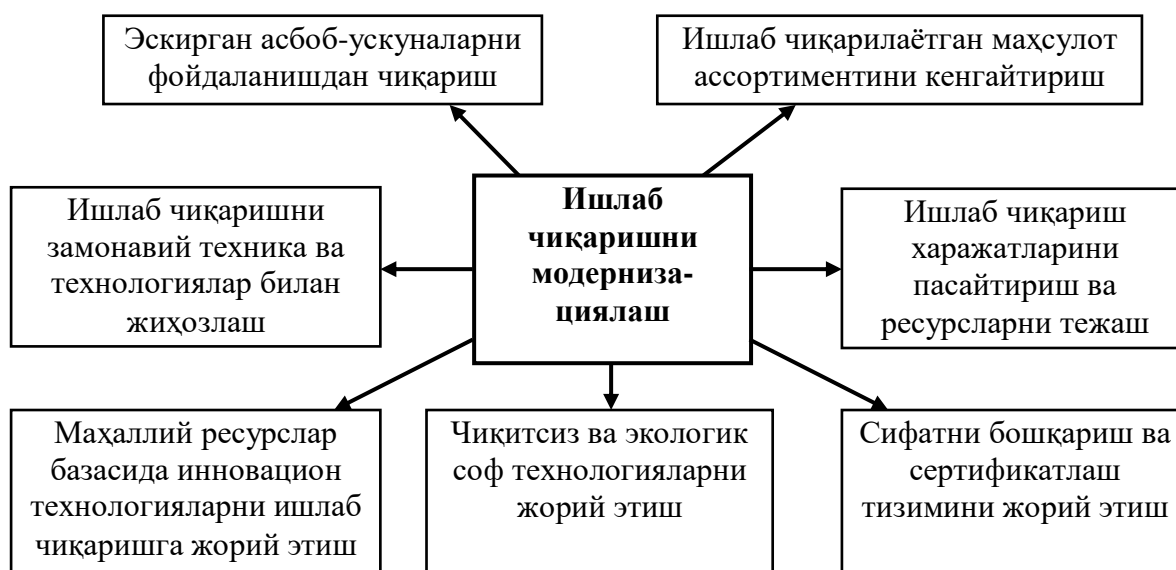 Эскирган асбоб-ускуналарни
фойдаланишдан чиқариш
Ишлаб чиқарилаётган маҳсулот
ассортиментини кенгайтириш
Ишлаб чиқаришни
замонавий техника ва
технологиялар билан
жиҳозлаш
Ишлаб
чиқаришни
модерниза-
циялаш
Ишлаб чиқариш
харажатларини
пасайтириш ва
ресурсларни тежаш
Маҳаллий ресурслар
базасида инновацион
технологияларни ишлаб
чиқаришга жорий этиш
Чиқитсиз ва экологик
соф технологияларни
жорий этиш
Сифатни бошқариш ва
сертификатлаш
тизимини жорий этиш